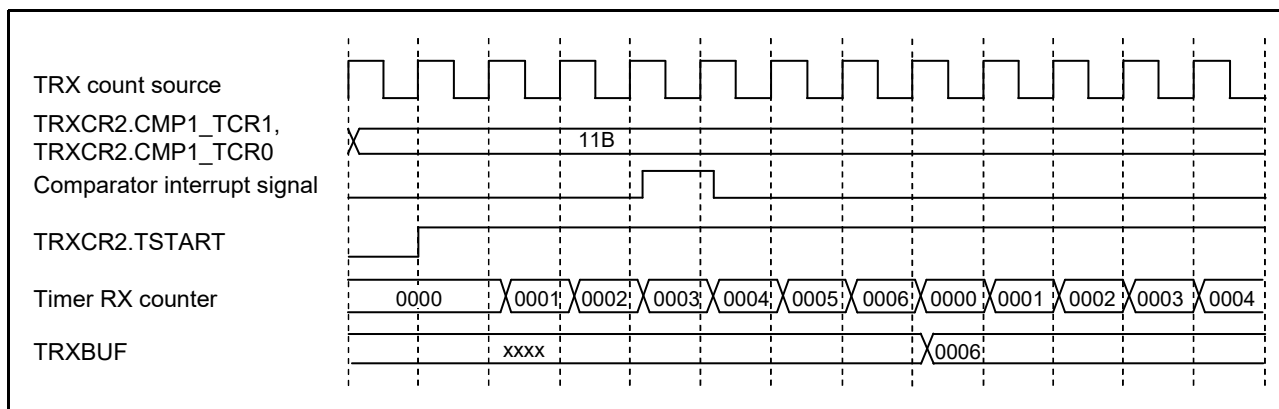 TRX count source
TRXCR2.CMP1_TCR1,
TRXCR2.CMP1_TCR0
11B
Comparator interrupt signal
TRXCR2.TSTART
Timer RX counter
0000 0001 0002 0003 0004 0005 0006 0000 0001 0002 0003 0004
TRXBUF
xxxx 0006